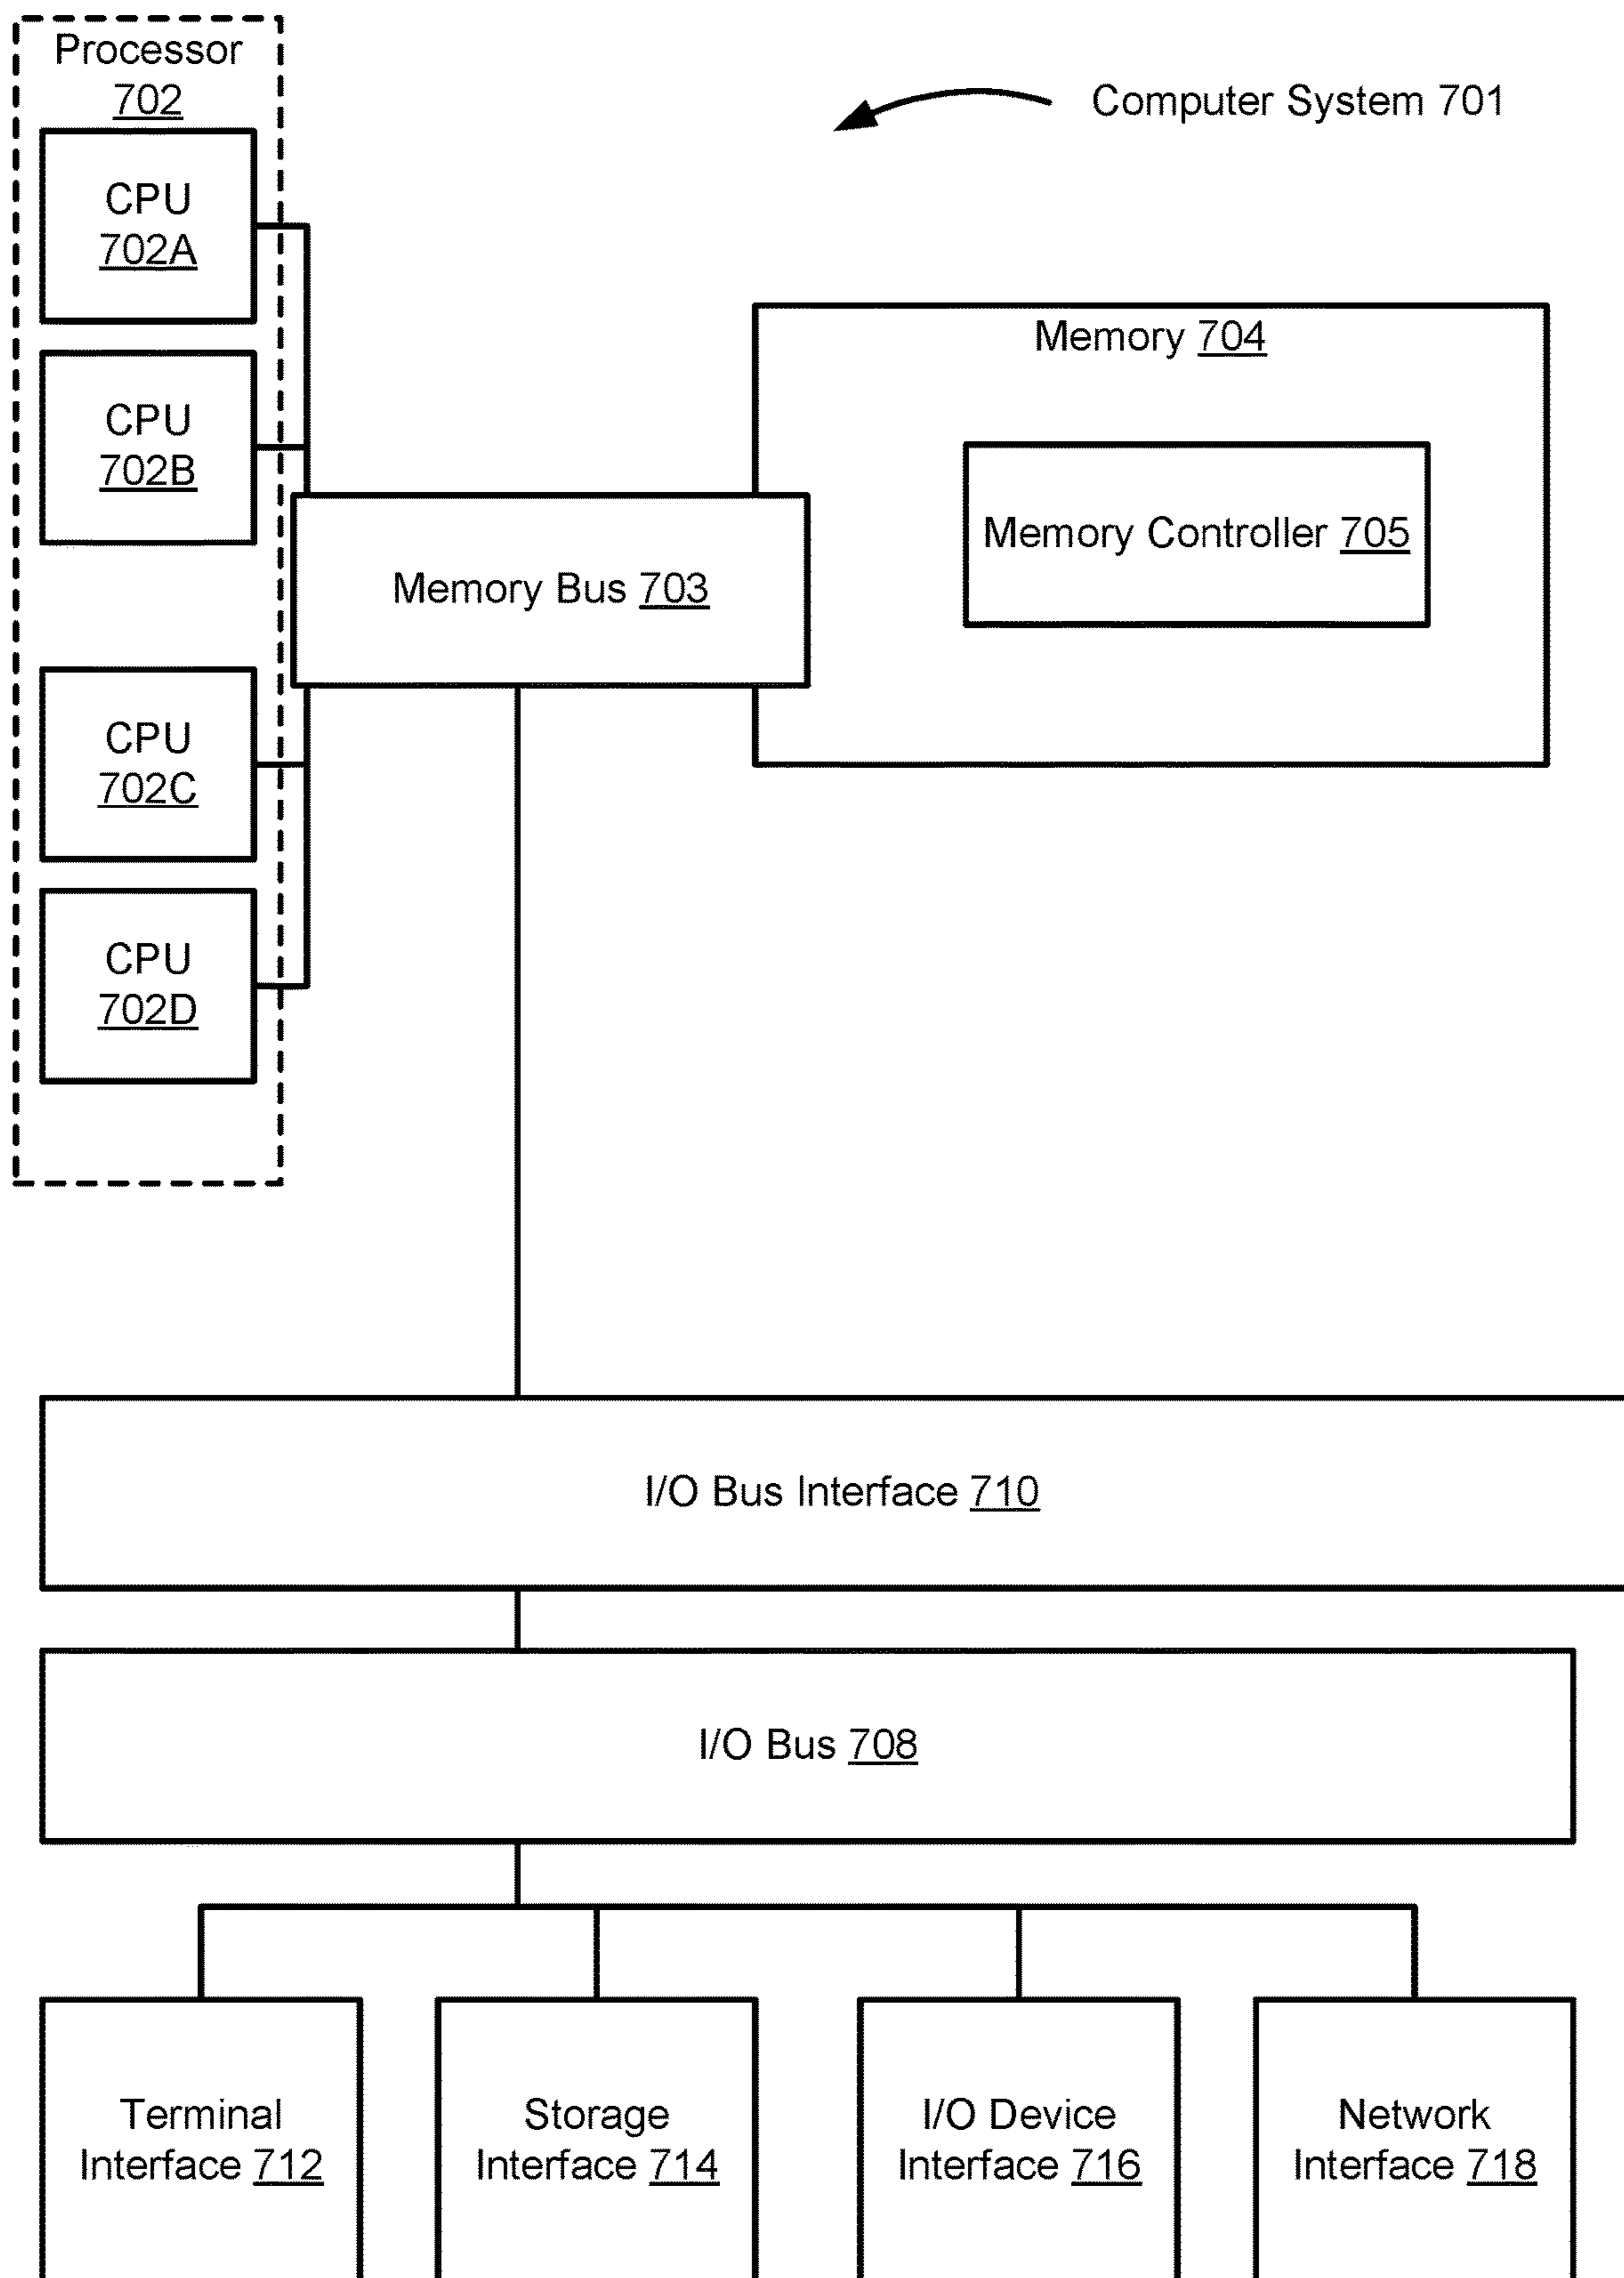 Processor
702
Computer System 701
CPU
702A
Memory 704
CPU
702B
Memory Controller 705
Memory Bus 703
CPU
702C
CPU
702D
I/O Bus Interface 710
I/O Bus 708
Terminal
Interface 712
Storage
Interface 714
I/O Device
Interface 716
Network
Interface 718